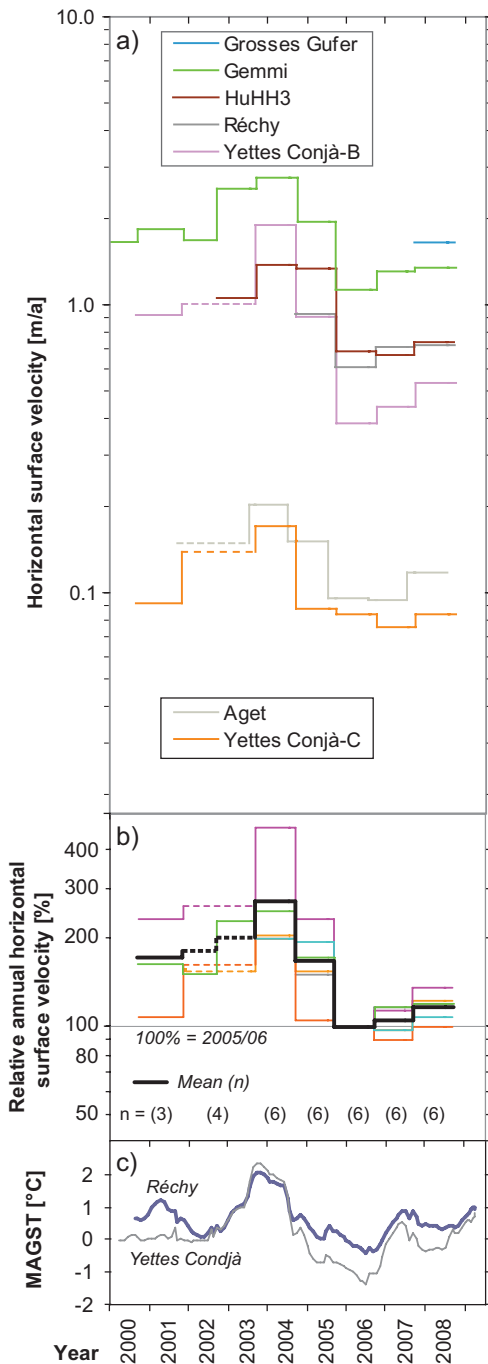 10.0
a)
Grosses Gufer
Gemmi
HuHH3
Réchy
Yettes Conjà-B
1.0
Horizontal surface velocity [m/a]
0.1
Aget
Yettes Conjà-C
b)
400
300
200
100
80
50
Relative annual horizontal
surface velocity [%]
100% = 2005/06
Mean (n)
n = (3) (4) (6) (6) (6) (6) (6)
c)
MAGST [°C]
2
1
0
-1
-2
Réchy
Yettes Condjà
Year
2000 2001 2002 2003 2004 2005 2006 2007 2008